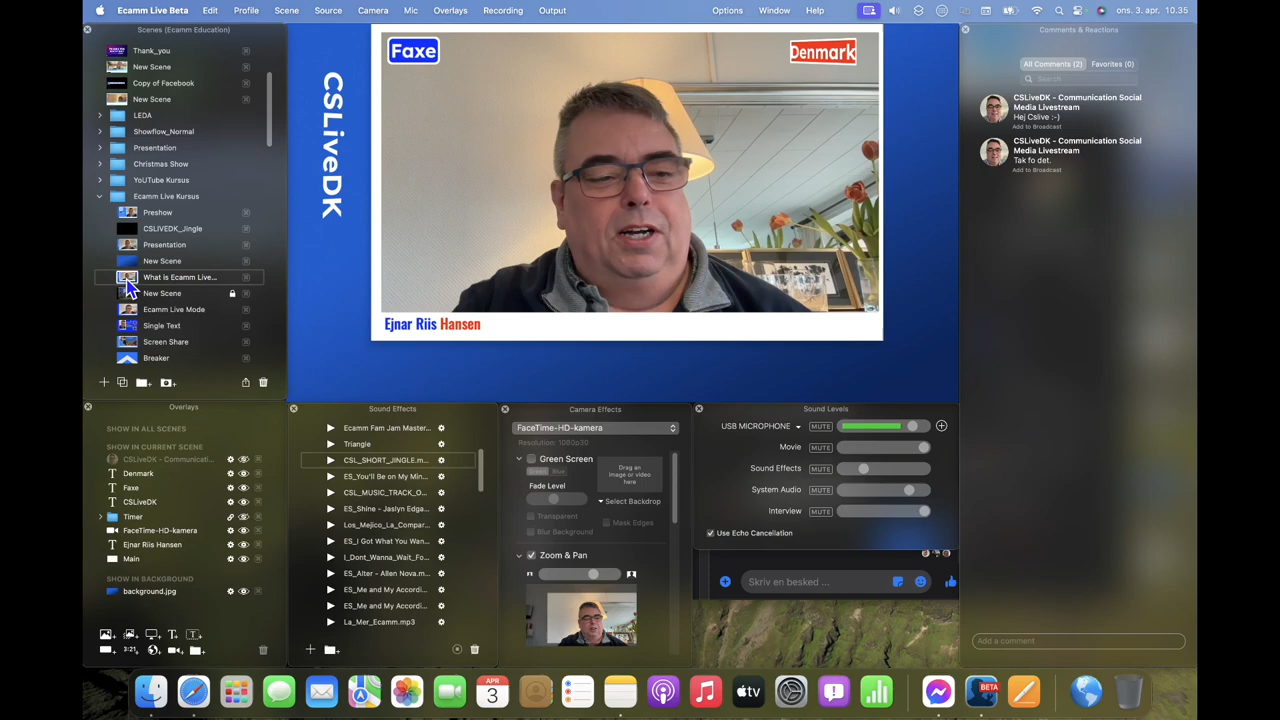 Ecamm Live Beta Edit Profile Scene Source Camera Mic Overlays Recording Output Options Window Help ons. 3. apr. 10.35
Scenes (Ecamm Education)
Thank_you
New Scene
Copy of Facebook
New Scene
LEDA
Showflow_Normal
Presentation
Christmas Show
YoUTube Kursus
Ecamm Live Kursus
Preshow
CSLIVEDK_Jingle
Presentation
New Scene
What is Ecamm Live...
New Scene
Ecamm Live Mode
Single Text
Screen Share
Breaker
Faxe
Denmark
CSLiveDK
Ejnar Riis Hansen
Comments & Reactions
All Comments (2) Favorites (0)
Search
CSLiveDK - Communication Social
Media Livestream
Hej Cslive :-)
Add to Broadcast
CSLiveDK - Communication Social
Media Livestream
Tak fo det.
Add to Broadcast
Add a comment
Overlays
SHOW IN ALL SCENES
SHOW IN CURRENT SCENE
CSLiveDK - Communicati...
Denmark
Faxe
CSLiveDK
Timer
FaceTime-HD-kamera
Ejnar Riis Hansen
Main
SHOW IN BACKGROUND
background.jpg
3:21
Sound Effects
Ecamm Fam Jam Master...
Triangle
CSL_SHORT_JINGLE.m...
ES_You'll Be on My Min...
CSL_MUSIC_TRACK_O...
ES_Shine - Jaslyn Edga...
Los_Mejico_La_Compar...
ES_I Got What You Wan...
I_Dont_Wanna_Wait_Fo...
ES_Alter - Allen Nova.m...
ES_Me and My Accordi...
ES_Me and My Accordi...
La_Mer_Ecamm.mp3
Camera Effects
FaceTime-HD-kamera
Resolution: 1080p30
Green Screen
Green Blue
Fade Level
Drag an
Image or video
here
Select Backdrop
Transparent
Mask Edges
Blur Background
Zoom & Pan
Sound Levels
USB MICROPHONE MUTE
Movie MUTE
Sound Effects MUTE
System Audio MUTE
Interview MUTE
Use Echo Cancellation
Skriv en besked ...
APR
3
tv
BETA